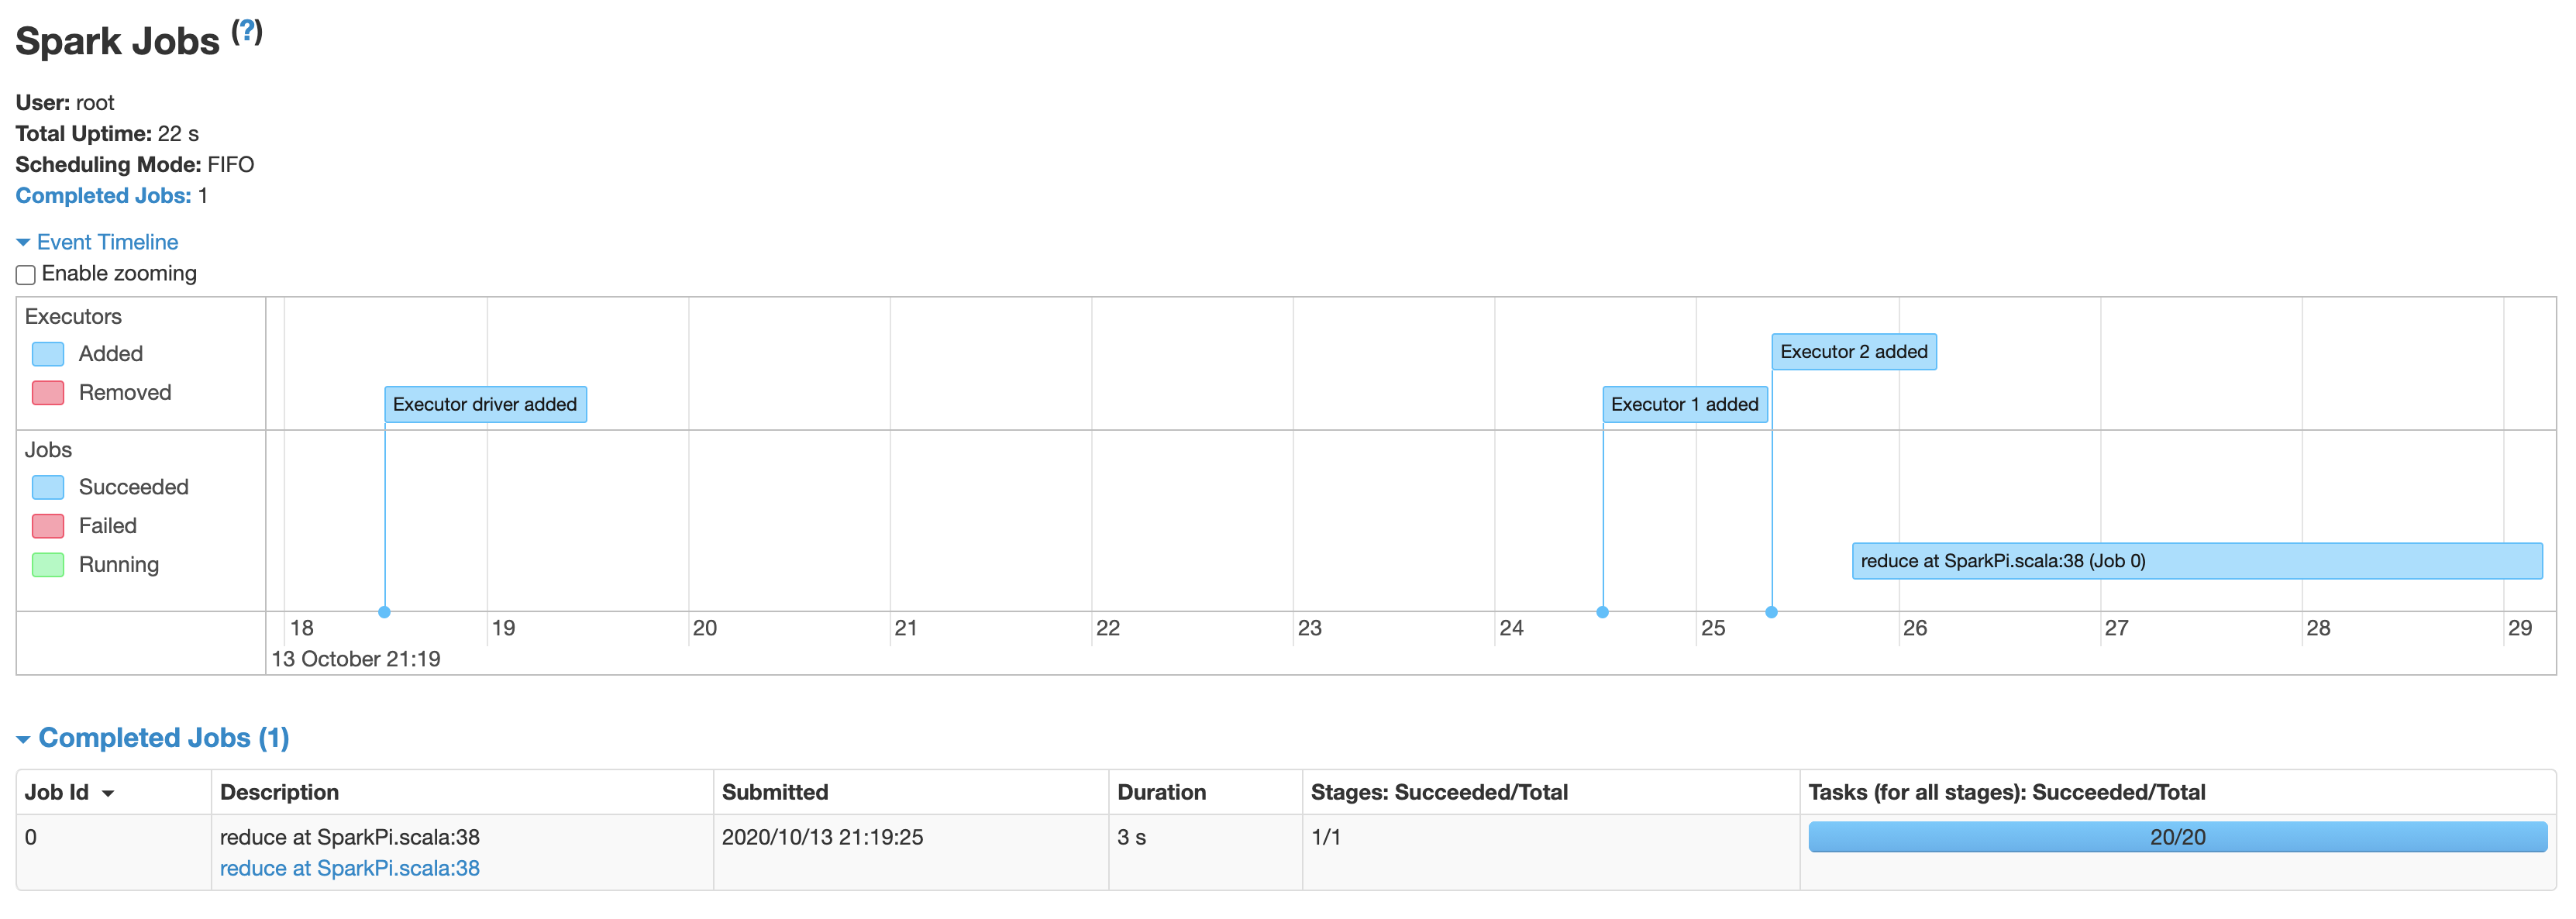 Spark Jobs (?)
User: root
Total Uptime: 22 s
Scheduling Mode: FIFO
Completed Jobs: 1
Event Timeline
Enable zooming
Executors
Added
Removed
Executor driver added
Executor 1 added
Executor 2 added
Jobs
Succeeded
Failed
Running
reduce at SparkPi.scala:38 (Job 0)
18 19 20 21 22 23 24 25 26 27 28 29
13 October 21:19
Completed Jobs (1)
Job Id Description Submitted Duration Stages: Succeeded/Total Tasks (for all stages): Succeeded/Total
0 reduce at SparkPi.scala:38 2020/10/13 21:19:25 3 s 1/1 20/20
reduce at SparkPi.scala:38